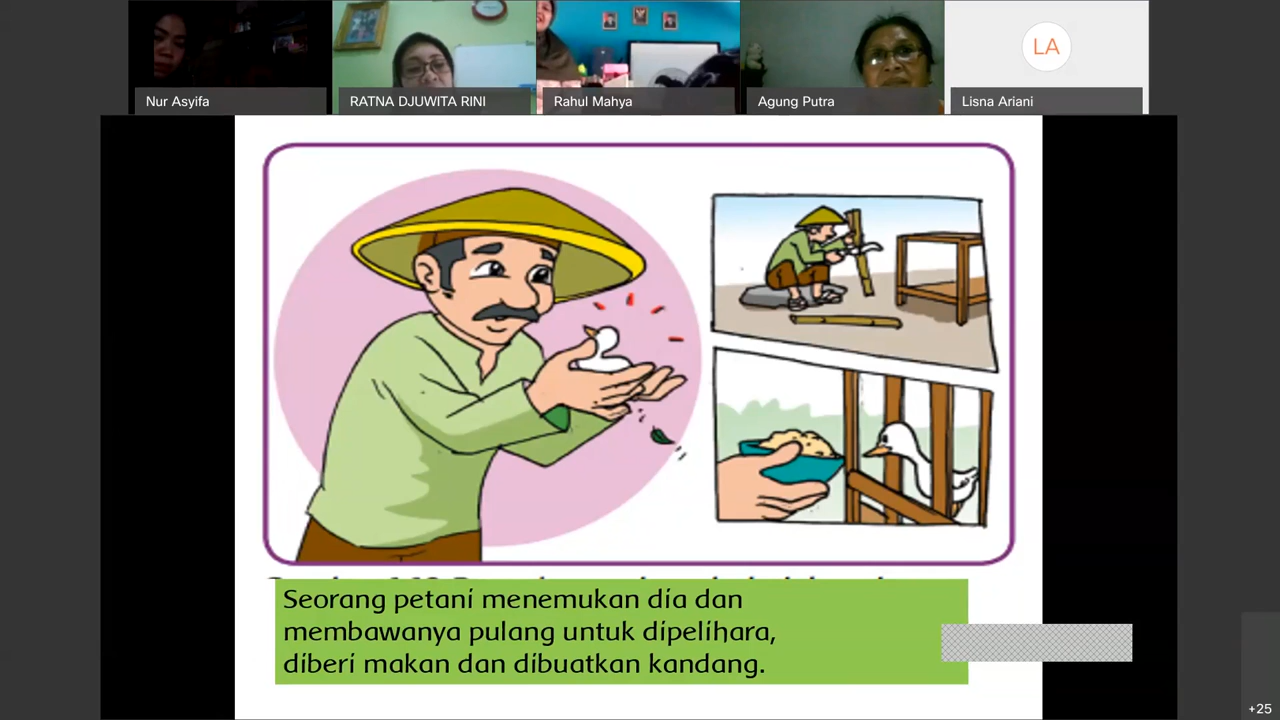 Nur Asyifa
RATNA DJUWITA RINI
Rahul Mahya
Agung Putra
LA
Lisna Ariani
Seorang petani menemukan dia dan
membawanya pulang untuk dipelihara,
diberi makan dan dibuatkan kandang.
+25